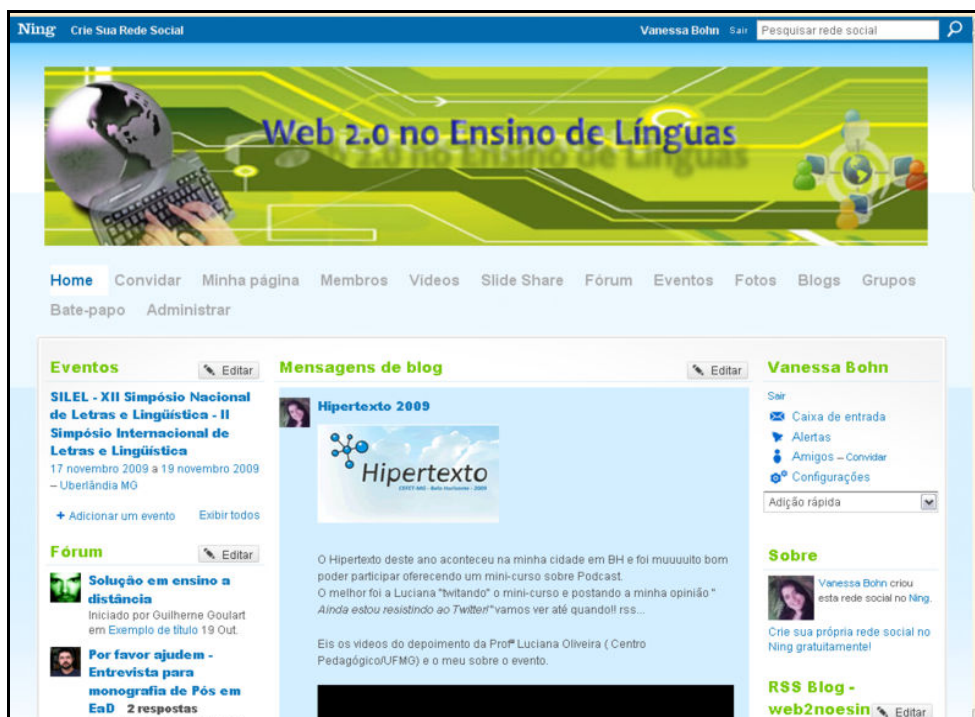 Ning Crie Sua Rede Social
Vanessa Bohn Sair Pesquisar rede social
Web 2.0 no Ensino de Línguas
Home Convidar Minha página Membros Videos Slide Share Fórum Eventos Fotos Blogs Grupos
Bate-papo Administrar
Eventos Editar
SILEL - XII Simpósio Nacional
de Letras e Lingüística - II
Simpósio Internacional de
Letras e Lingüística
17 novembro 2009 a 19 novembro 2009
– Uberlândia MG
+ Adicionar um evento Exibir todos
Fórum Editar
Solução em ensino a
distância
Iniciado por Guilherne Goulart
em Exemplo de título 19 Out.
Por favor ajudem -
Entrevista para
monografia de Pós em
EaD 2 respostas
Mensagens de blog Editar
Hipertexto 2009
Hipertexto
CEFET-MG - Belo Horizonte - 2009
O Hipertexto deste ano aconteceu na minha cidade em BH e foi muuuuito bom
poder participar oferecendo um mini-curso sobre Podcast.
O melhor foi a Luciana "twitando" o mini-curso e postando a minha opinião "
Ainda estou resistindo ao Twitter!" vamos ver até quando!! rss...
Eis os videos do depoimento da Profª Luciana Oliveira ( Centro
Pedagógico/UFMG) e o meu sobre o evento.
Vanessa Bohn
Sair
Caixa de entrada
Alertas
Amigos – Convidar
Configurações
Adição rápida
Sobre
Vanessa Bohn criou
esta rede social no Ning.
Crie sua própria rede social no
Ning gratuitamente!
RSS Blog -
web2noesin Editar